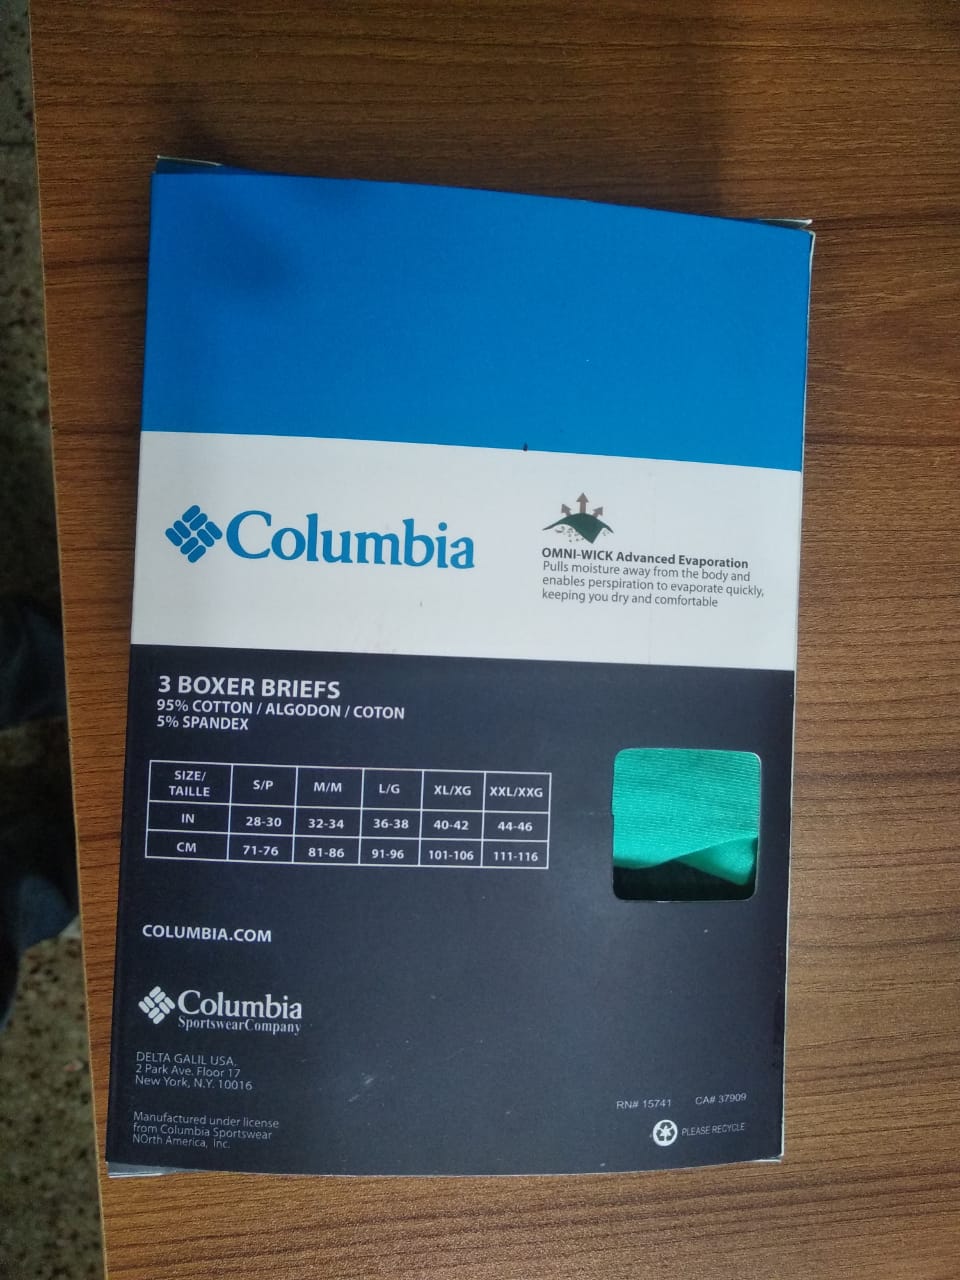 Columbia
OMNI-WICK Advanced Evaporation
Pulls moisture away from the body and
enables perspiration to evaporate quickly,
keeping you dry and comfortable
3 BOXER BRIEFS
95% COTTON / ALGODON / COTON
5% SPANDEX
SIZE/ TAILLE S/P M/M L/G XL/XG XXL/XXG
IN 28-30 32-34 36-38 40-42 44-46
CM 71-76 81-86 91-96 101-106 111-116
COLUMBIA.COM
Columbia
SportswearCompany
DELTA GALIL USA,
2 Park Ave. Floor 17
New York, N.Y. 10016
Manufactured under license
from Columbia Sportswear
NOrth America, Inc.
RN# 15741 CA# 37909
PLEASE RECYCLE